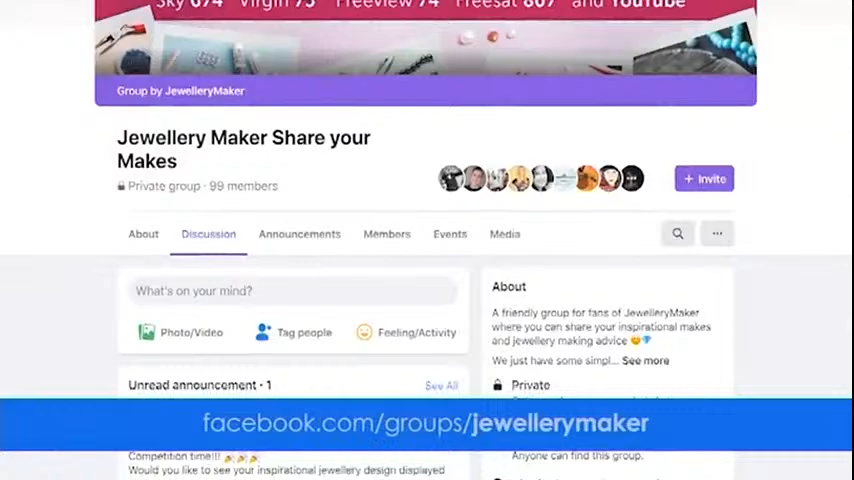 Sky 674 Virgin 75 Freeview 74 Freesat 807 and YouTube
Group by JewelleryMaker
Jewellery Maker Share your
Makes
Private group · 99 members
+ Invite
About Discussion Announcements Members Events Media
What's on your mind?
Photo/Video Tag people Feeling/Activity
Unread announcement · 1 See All
About
A friendly group for fans of JewelleryMaker
where you can share your inspirational makes
and jewellery making advice 😊💎
We just have some simpl... See more
Private
facebook.com/groups/jewellerymaker
Competition time!!! 🎉🎉🎉
Would you like to see your inspirational jewellery design displayed
Anyone can find this group.